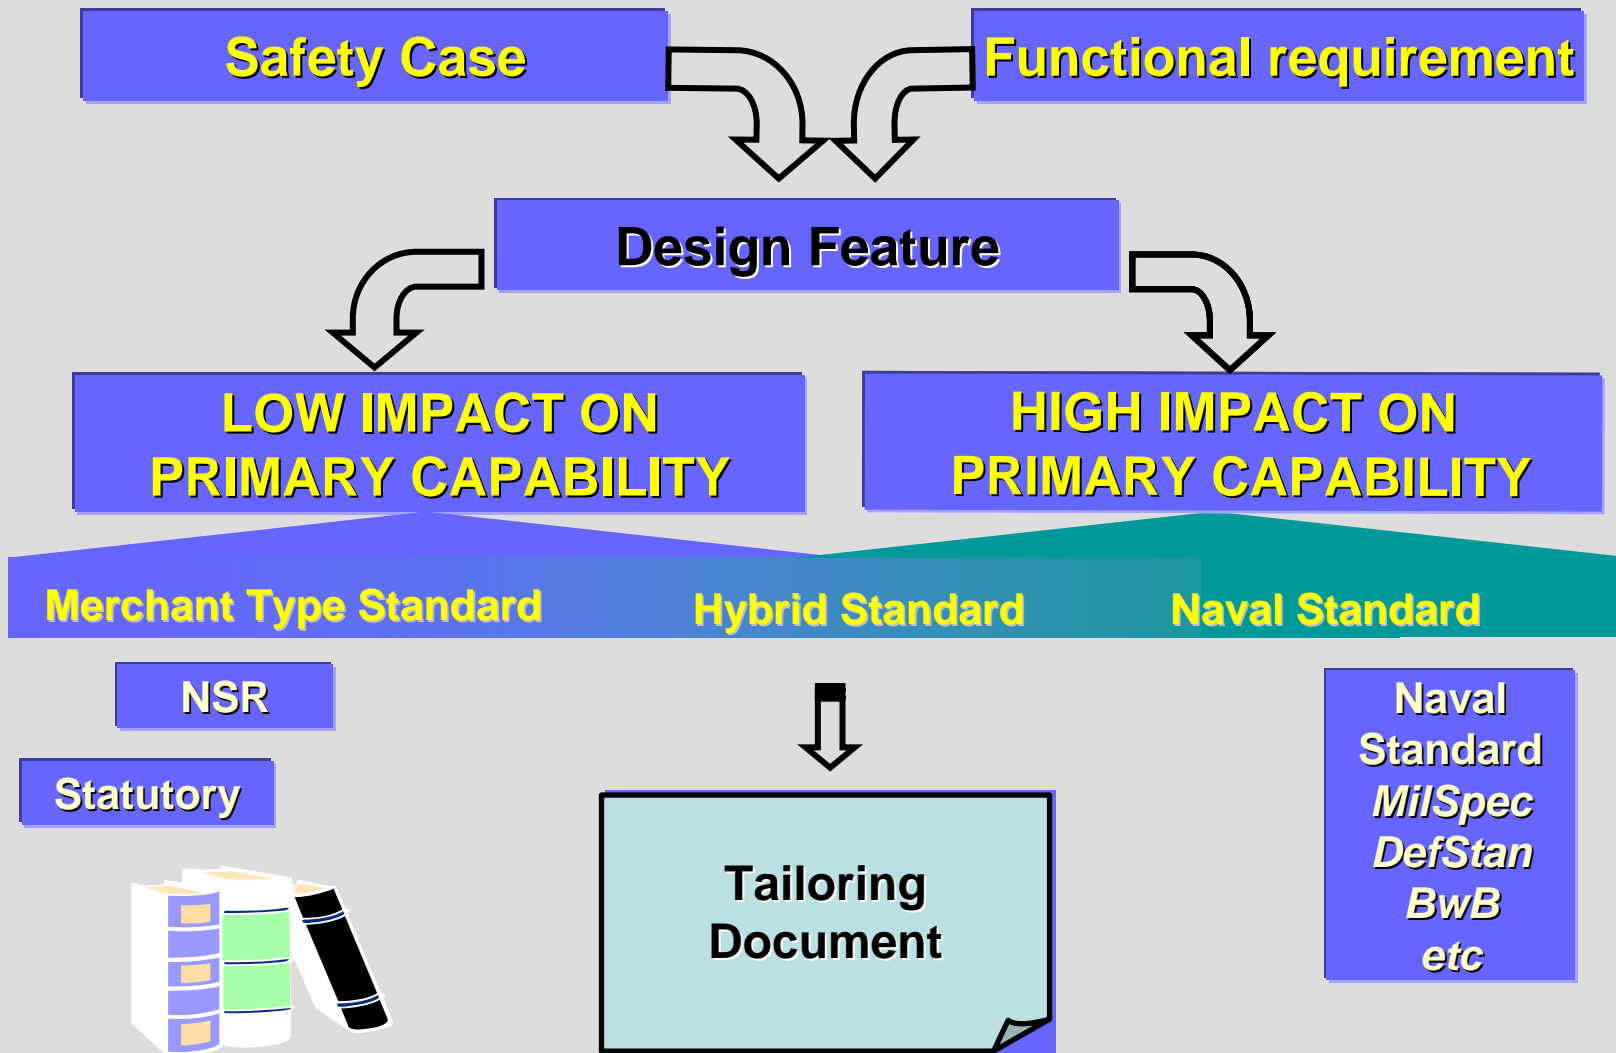 Safety Case
Functional requirement
Design Feature
LOW IMPACT ON
PRIMARY CAPABILITY
HIGH IMPACT ON
PRIMARY CAPABILITY
Merchant Type Standard
Hybrid Standard
Naval Standard
NSR
Statutory
Tailoring
Document
Naval
Standard
MilSpec
DefStan
BwB
etc